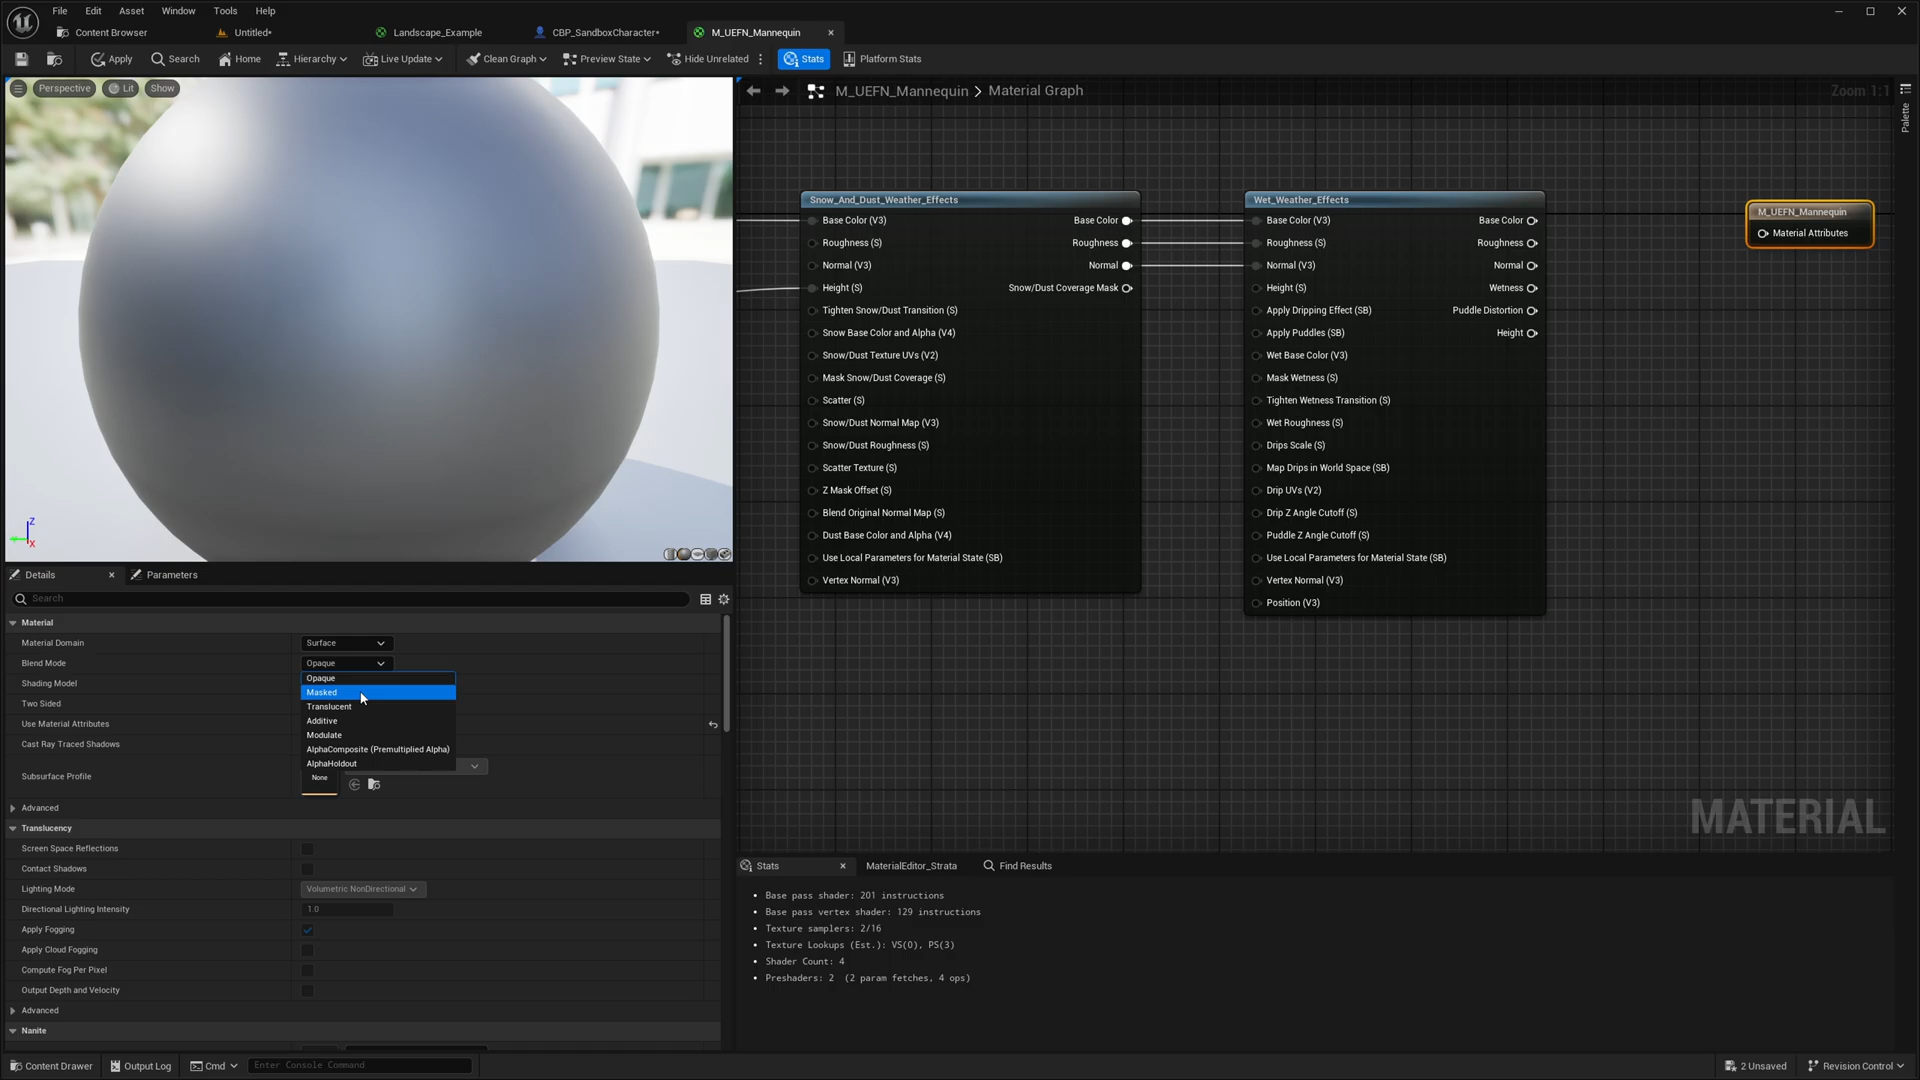 File Edit Asset Window Tools Help
Content Browser Untitled* Landscape_Example CBP_SandboxCharacter* M_UEFN_Mannequin
Apply Search Home Hierarchy Live Update Clean Graph Preview State Hide Unrelated Stats Platform Stats
Perspective Lit Show
M_UEFN_Mannequin > Material Graph
Zoom 1:1
Palette
Snow_And_Dust_Weather_Effects
Base Color (V3) Base Color
Roughness (S) Roughness
Normal (V3) Normal
Height (S) Snow/Dust Coverage Mask
Tighten Snow/Dust Transition (S)
Snow Base Color and Alpha (V4)
Snow/Dust Texture UVs (V2)
Mask Snow/Dust Coverage (S)
Scatter (S)
Snow/Dust Normal Map (V3)
Snow/Dust Roughness (S)
Scatter Texture (S)
Z Mask Offset (S)
Blend Original Normal Map (S)
Dust Base Color and Alpha (V4)
Use Local Parameters for Material State (SB)
Vertex Normal (V3)
Wet_Weather_Effects
Base Color (V3) Base Color
Roughness (S) Roughness
Normal (V3) Normal
Height (S) Wetness
Apply Dripping Effect (SB) Puddle Distortion
Apply Puddles (SB) Height
Wet Base Color (V3)
Mask Wetness (S)
Tighten Wetness Transition (S)
Wet Roughness (S)
Drips Scale (S)
Map Drips in World Space (SB)
Drip UVs (V2)
Drip Z Angle Cutoff (S)
Puddle Z Angle Cutoff (S)
Use Local Parameters for Material State (SB)
Vertex Normal (V3)
Position (V3)
M_UEFN_Mannequin
Material Attributes
MATERIAL
Z
X
Details Parameters
Search
Material
Material Domain Surface
Blend Mode Opaque
Opaque
Shading Model
Masked
Two Sided
Translucent
Use Material Attributes
Additive
Modulate
Cast Ray Traced Shadows
AlphaComposite (Premultiplied Alpha)
AlphaHoldout
Subsurface Profile
None
Advanced
Translucency
Screen Space Reflections
Contact Shadows
Lighting Mode Volumetric NonDirectional
Directional Lighting Intensity 1.0
Apply Fogging
Apply Cloud Fogging
Compute Fog Per Pixel
Output Depth and Velocity
Advanced
Nanite
Stats MaterialEditor_Strata Find Results
Base pass shader: 201 instructions
Base pass vertex shader: 129 instructions
Texture samplers: 2/16
Texture Lookups (Est.): VS(0), PS(3)
Shader Count: 4
Preshaders: 2 (2 param fetches, 4 ops)
Content Drawer Output Log Cmd Enter Console Command 2 Unsaved Revision Control